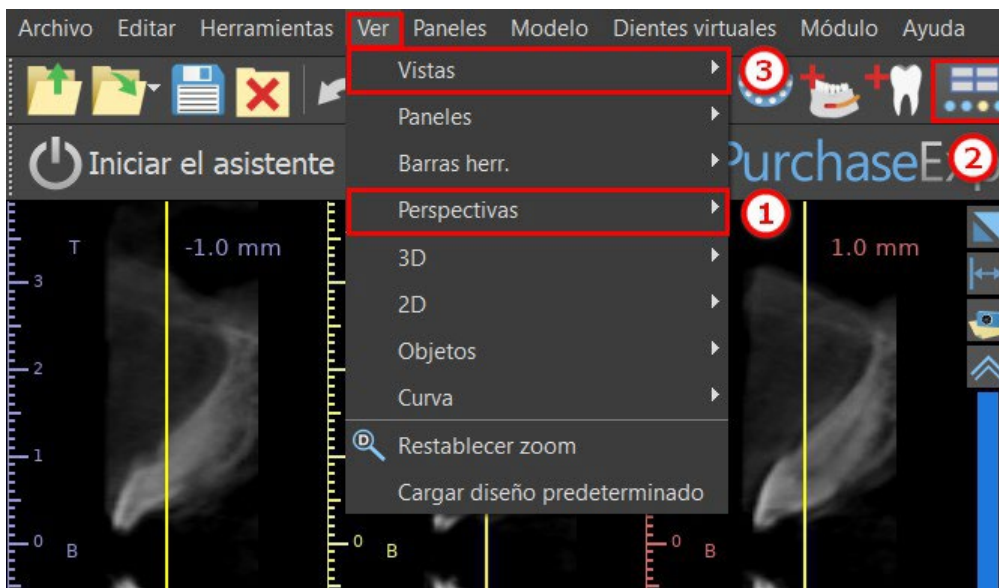 Archivo Editar Herramientas Ver Paneles Modelo Dientes virtuales Módulo Ayuda
Vistas
3
Paneles
Iniciar el asistente
Barras herr.
PurchaseExp
2
Perspectivas
1
T -1.0 mm
1.0 mm
3D
3
2D
Objetos
2
Curva
D
Restablecer zoom
1
Cargar diseño predeterminado
0 B
0 B
0 B